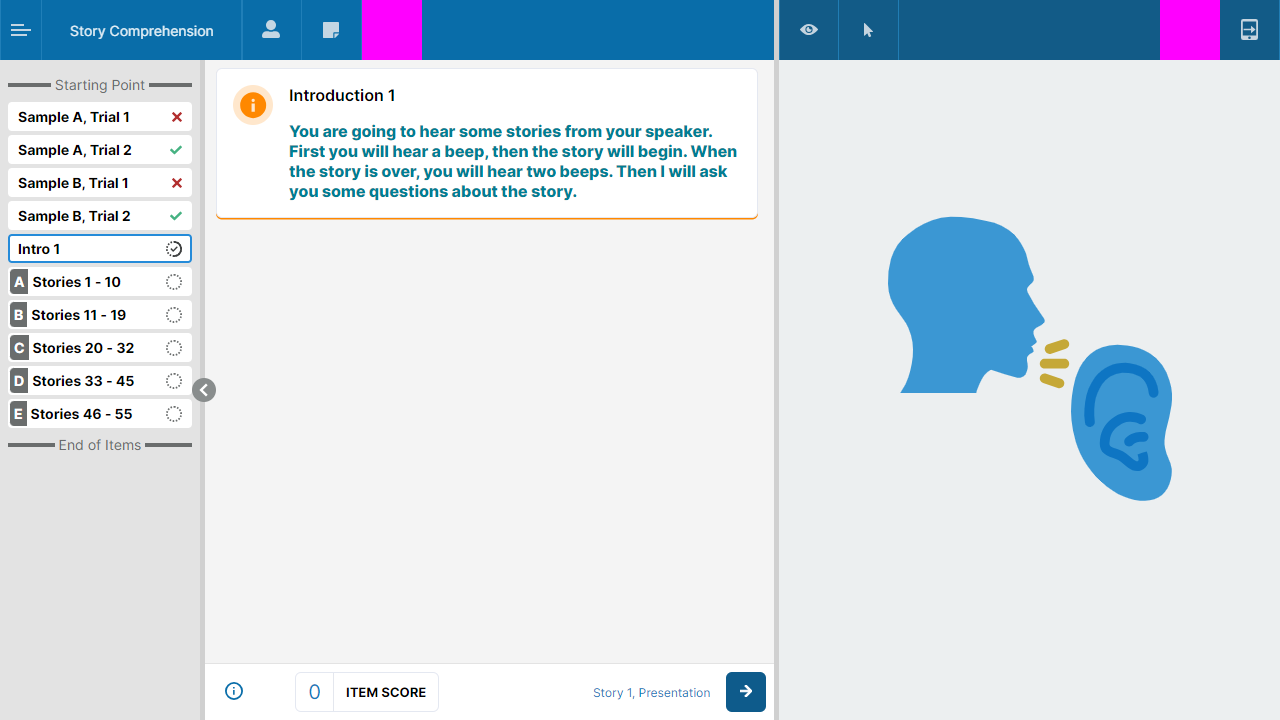 Story Comprehension
Starting Point
Sample A, Trial 1
Sample A, Trial 2
Sample B, Trial 1
Sample B, Trial 2
Intro 1
A Stories 1 - 10
B Stories 11 - 19
C Stories 20 - 32
D Stories 33 - 45
E Stories 46 - 55
End of Items
Introduction 1
You are going to hear some stories from your speaker.
First you will hear a beep, then the story will begin. When
the story is over, you will hear two beeps. Then I will ask
you some questions about the story.
0 ITEM SCORE
Story 1, Presentation